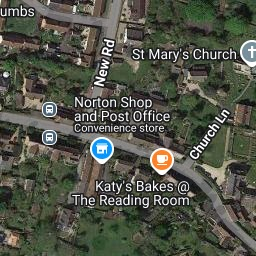 umbs
New Rd
St Mary's Church
Norton Shop
and Post Office
Convenience store
Church Ln
Katy's Bakes @
The Reading Room